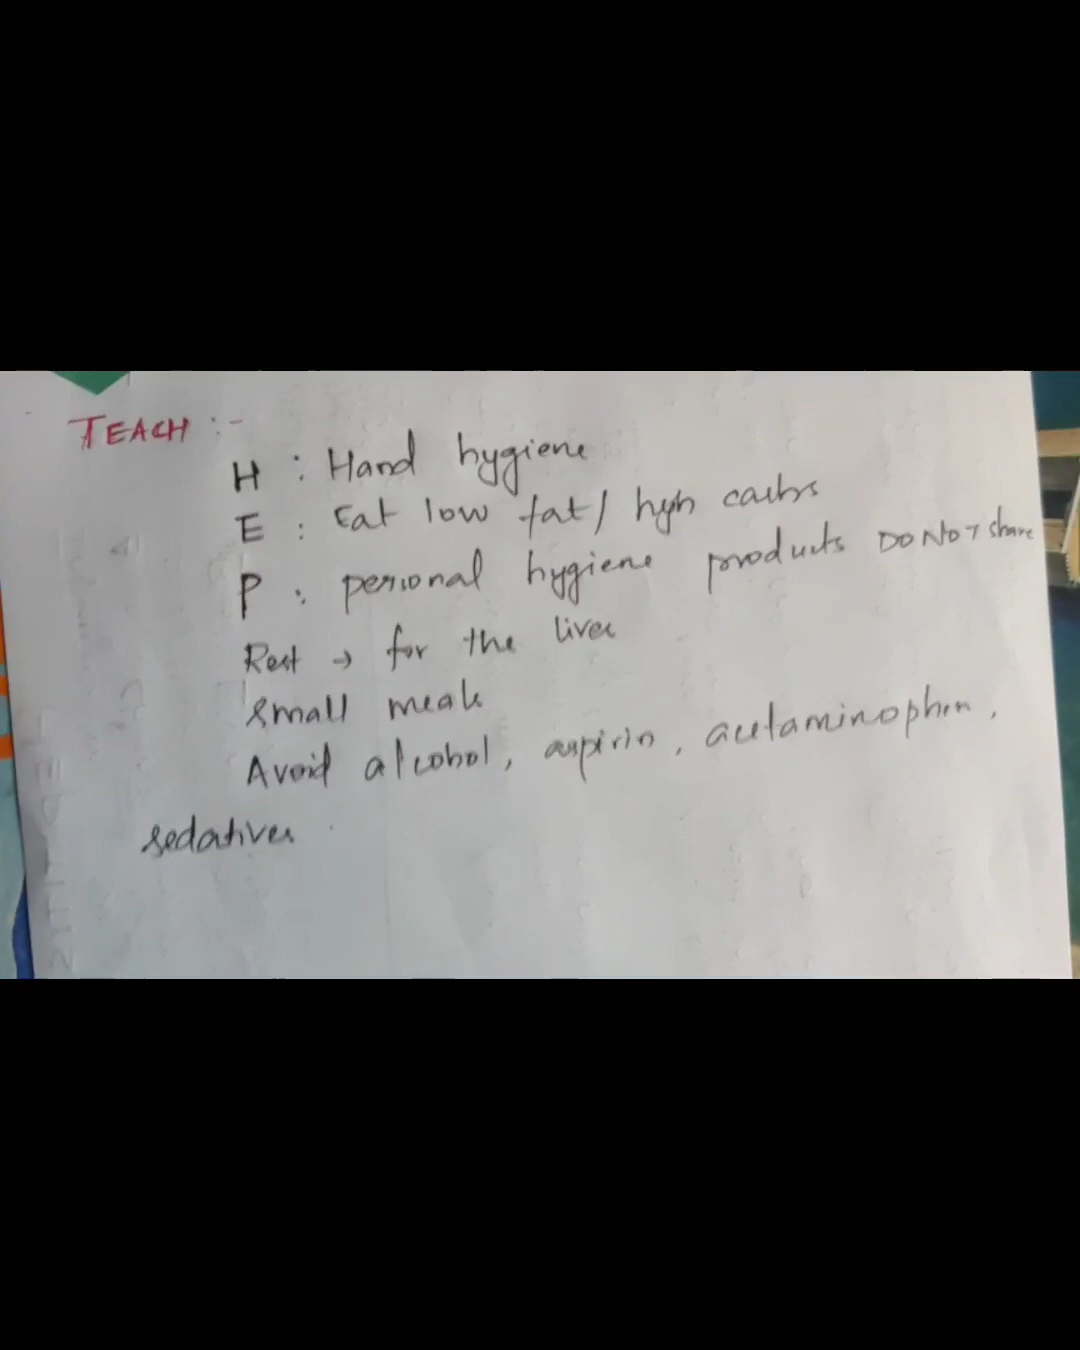 TEACH :-
H : Hand hygiene
E : Eat low fat / high carbs
P : personal hygiene products DO NOT share
Rest → for the liver
small meals
Avoid alcohol, aspirin, acetaminophen,
sedatives